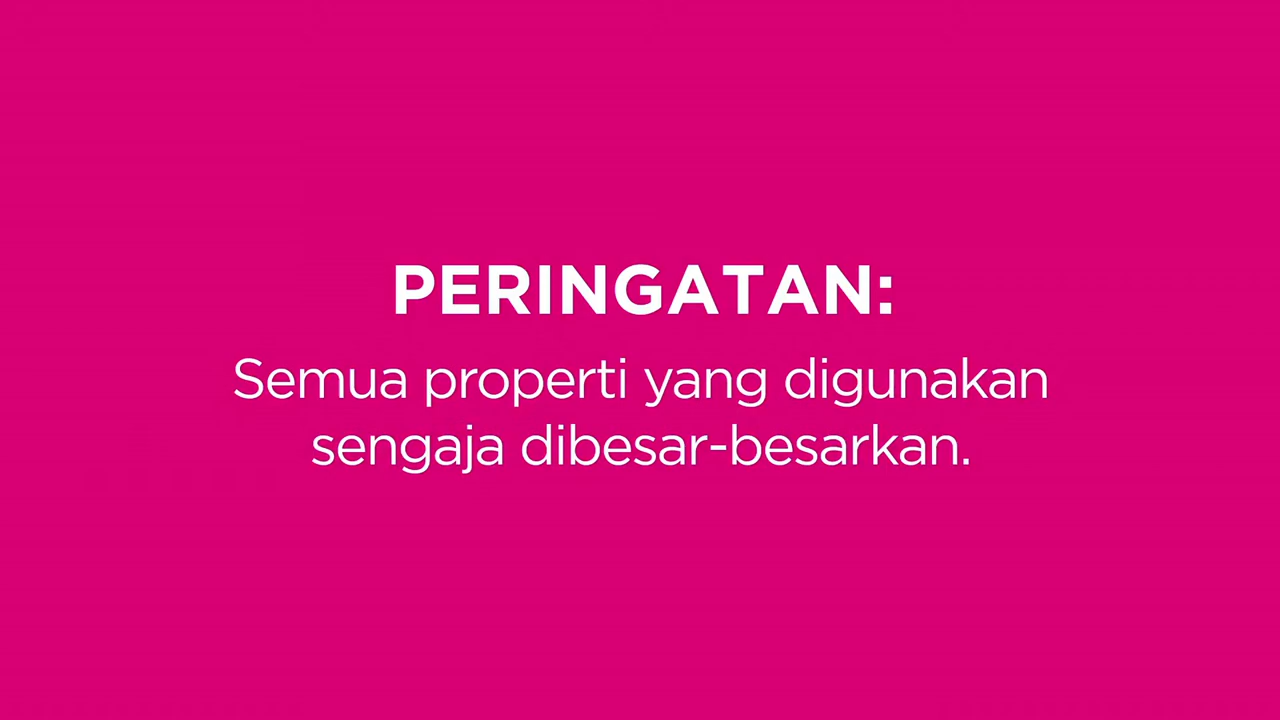 PERINGATAN:
Semua properti yang digunakan
sengaja dibesar-besarkan.